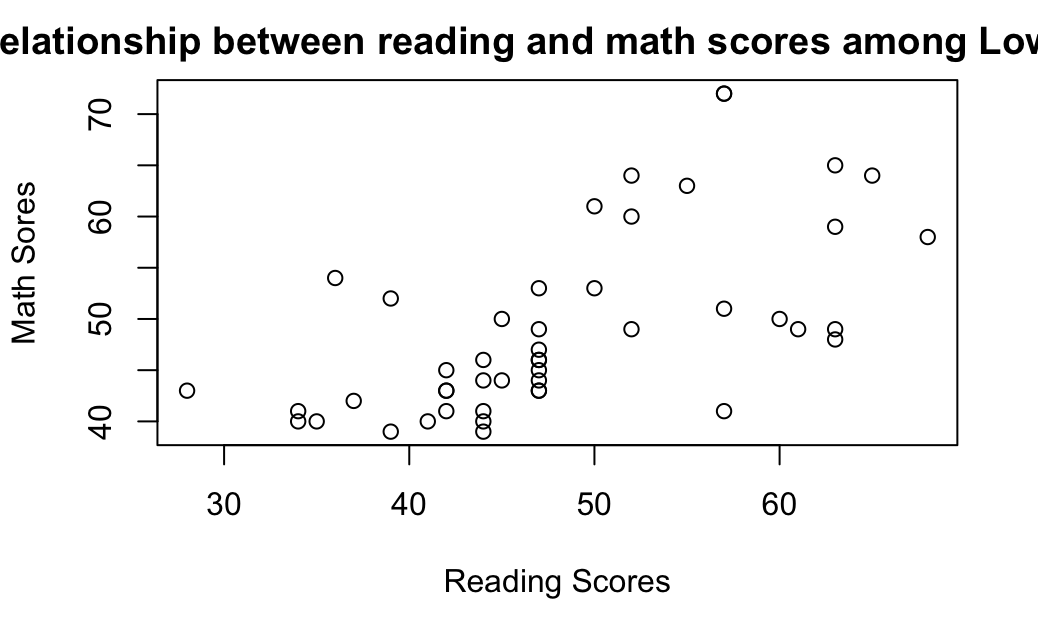 elationship between reading and math scores among Lov
70
60
50
40
Math Sores
30 40 50 60
Reading Scores